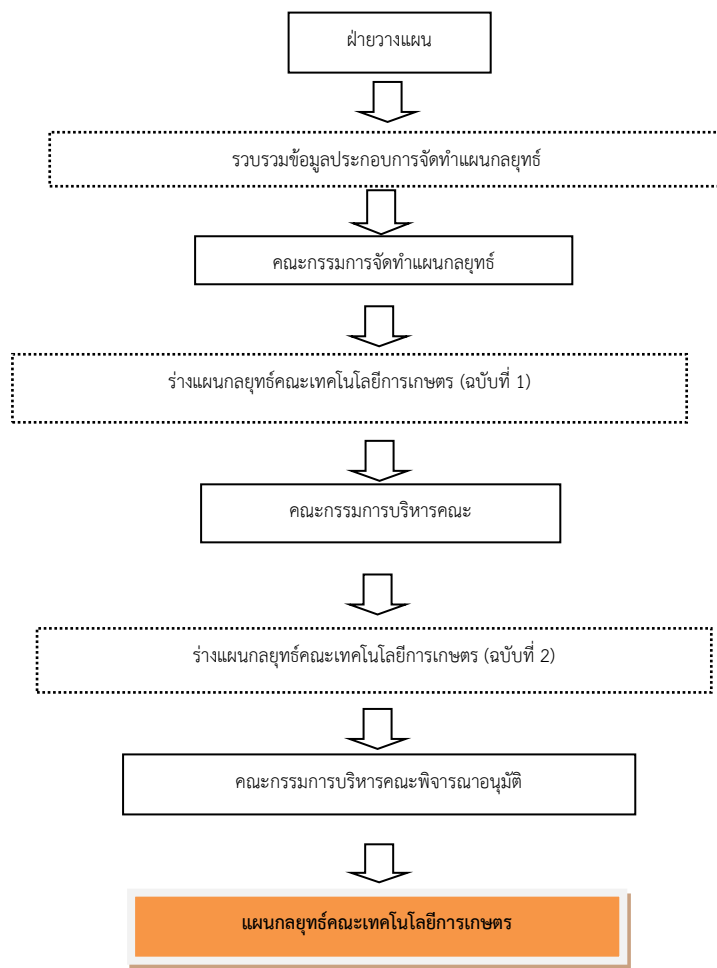 ฝ่ายวางแผน
รวบรวมข้อมูลประกอบการจัดทำแผนกลยุทธ์
คณะกรรมการจัดทำแผนกลยุทธ์
ร่างแผนกลยุทธ์คณะเทคโนโลยีการเกษตร (ฉบับที่ 1)
คณะกรรมการบริหารคณะ
ร่างแผนกลยุทธ์คณะเทคโนโลยีการเกษตร (ฉบับที่ 2)
คณะกรรมการบริหารคณะพิจารณาอนุมัติ
แผนกลยุทธ์คณะเทคโนโลยีการเกษตร